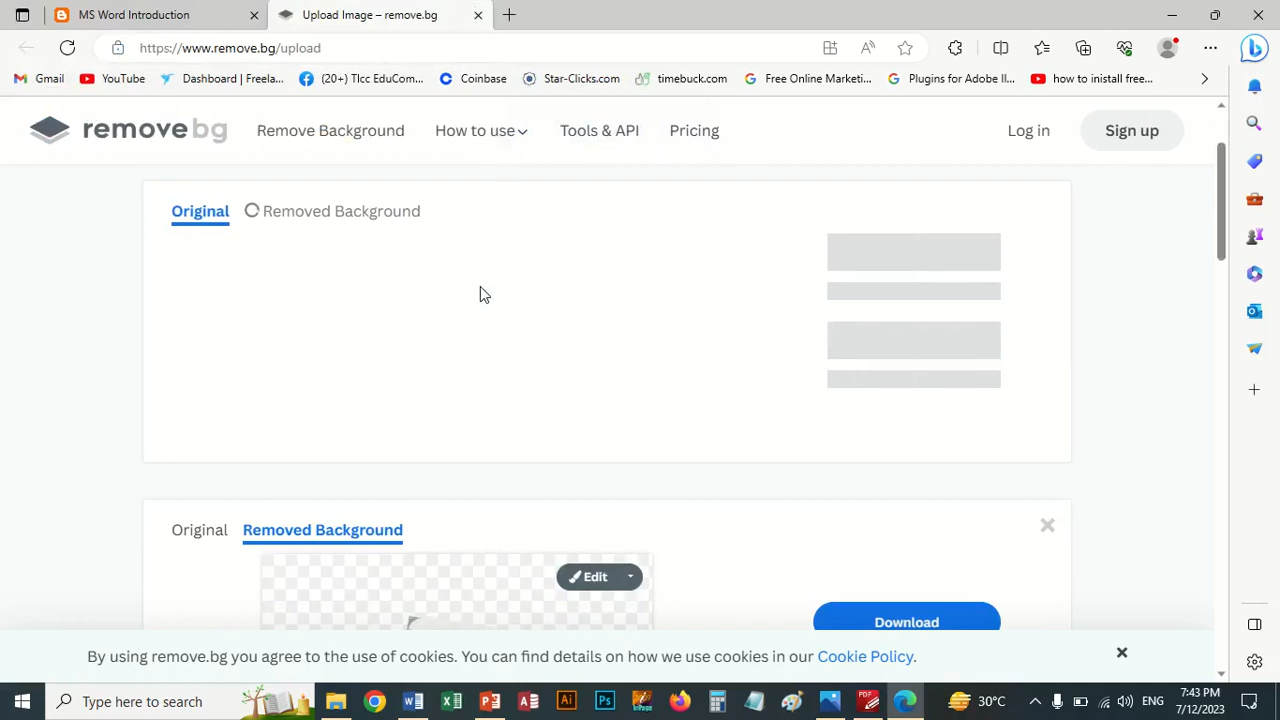 MS Word Introduction
Upload Image – remove.bg
https://www.remove.bg/upload
Gmail
YouTube
Dashboard | Freela...
(20+) Tlcc EduCom...
Coinbase
Star-Clicks.com
timebuck.com
Free Online Marketi...
Plugins for Adobe Il...
how to inistall free...
removebg
Remove Background
How to use
Tools & API
Pricing
Log in
Sign up
Original
Removed Background
Original
Removed Background
Edit
Download
By using remove.bg you agree to the use of cookies. You can find details on how we use cookies in our Cookie Policy.
Type here to search
30°C
ENG
7:43 PM
7/12/2023